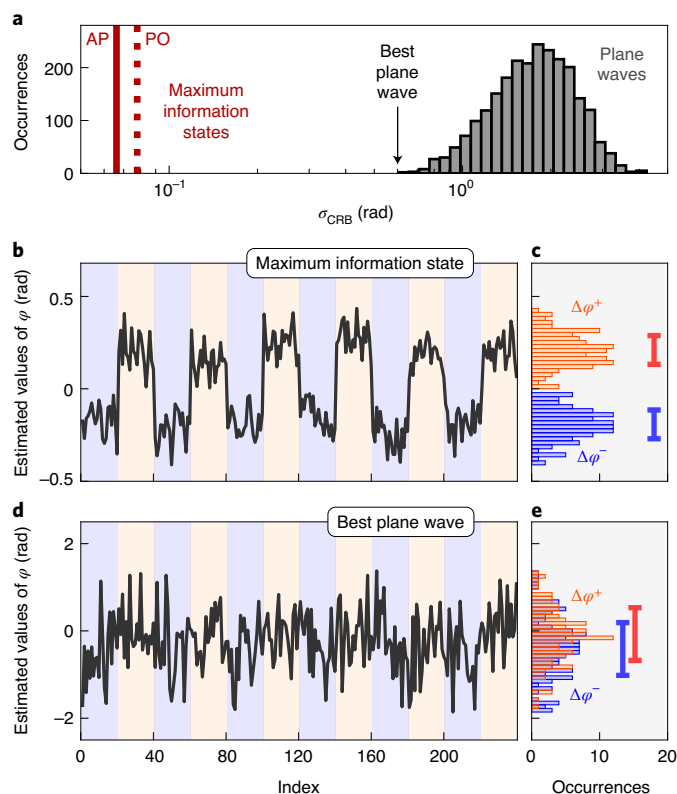 a
AP
PO
Maximum
information
states
Best
plane
wave
Plane
waves
Occurrences
200
100
0
10⁻¹
10⁰
σCRB (rad)
b
Maximum information state
Estimated values of φ (rad)
0.5
0
−0.5
c
Δφ⁺
Δφ⁻
d
Best plane wave
Estimated values of φ (rad)
2
0
−2
0
40
80
120
160
200
Index
e
Δφ⁺
Δφ⁻
0
10
20
Occurrences